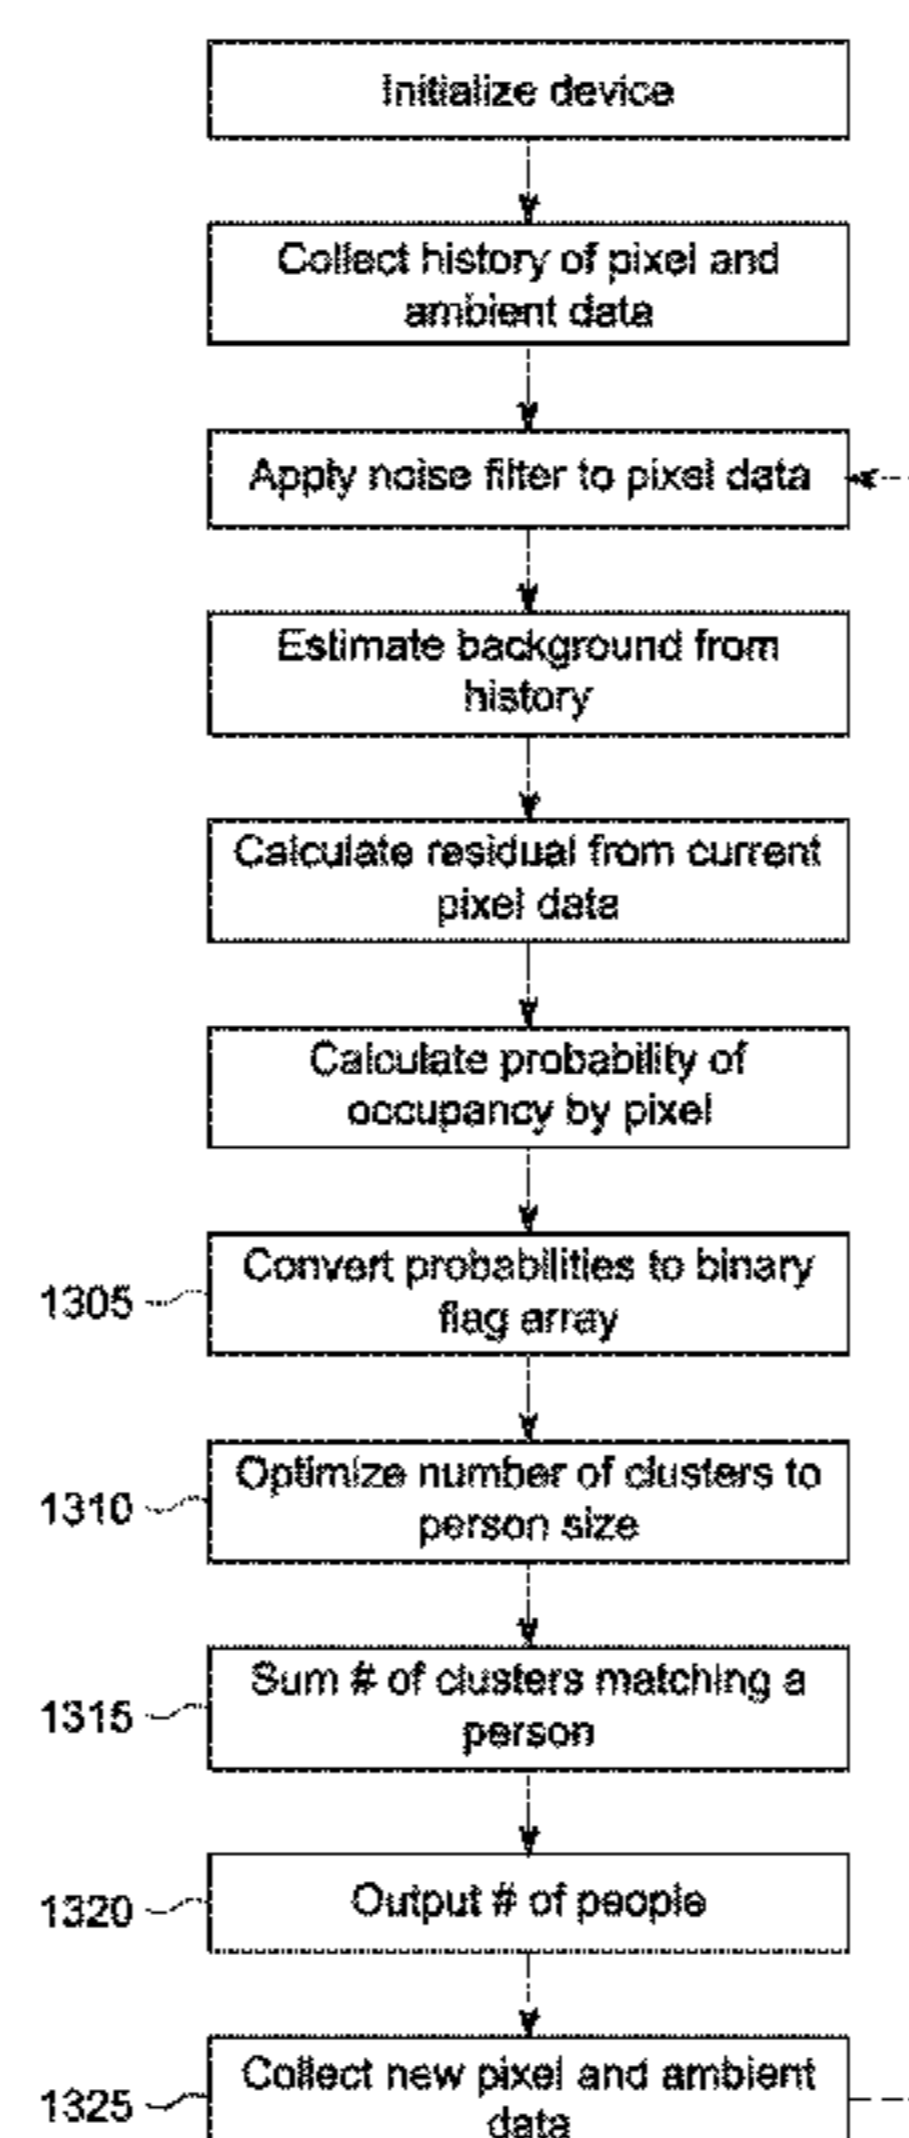 Initialize device
Collect history of pixel and
ambient data
Apply noise filter to pixel data
Estimate background from
history
Calculate residual from current
pixel data
Calculate probability of
occupancy by pixel
1305
Convert probabilities to binary
flag array
1310
Optimize number of clusters to
person size
1315
Sum # of clusters matching a
person
1320
Output # of people
1325
Collect new pixel and ambient
data